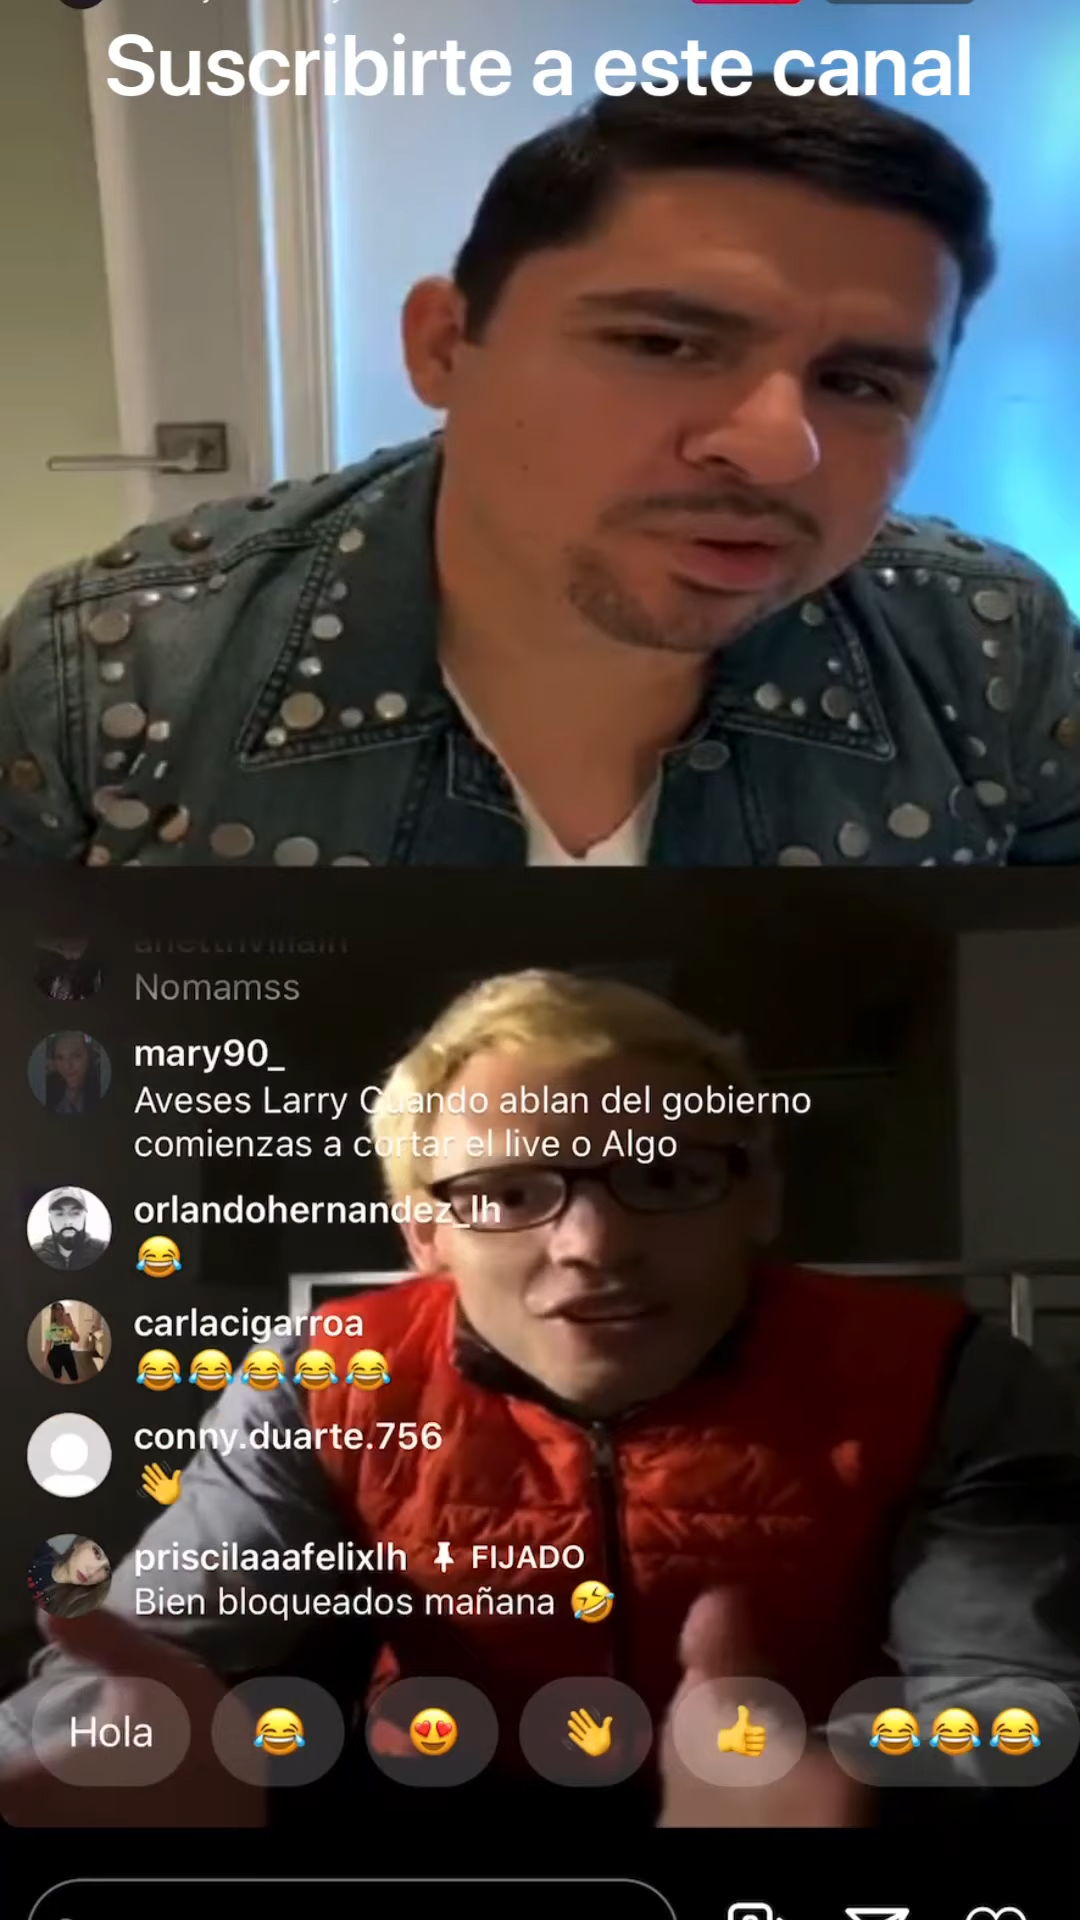 Suscribirte a este canal
Nomamss
mary90_
Aveses Larry Cuando ablan del gobierno
comienzas a cortar el live o Algo
orlandohernandez_lh
😂
carlacigarroa
😂😂😂😂😂
conny.duarte.756
👋
priscilaaafelixlh 📌 FIJADO
Bien bloqueados mañana 🤣
Hola 😂 😍 👋 👍 😂😂😂